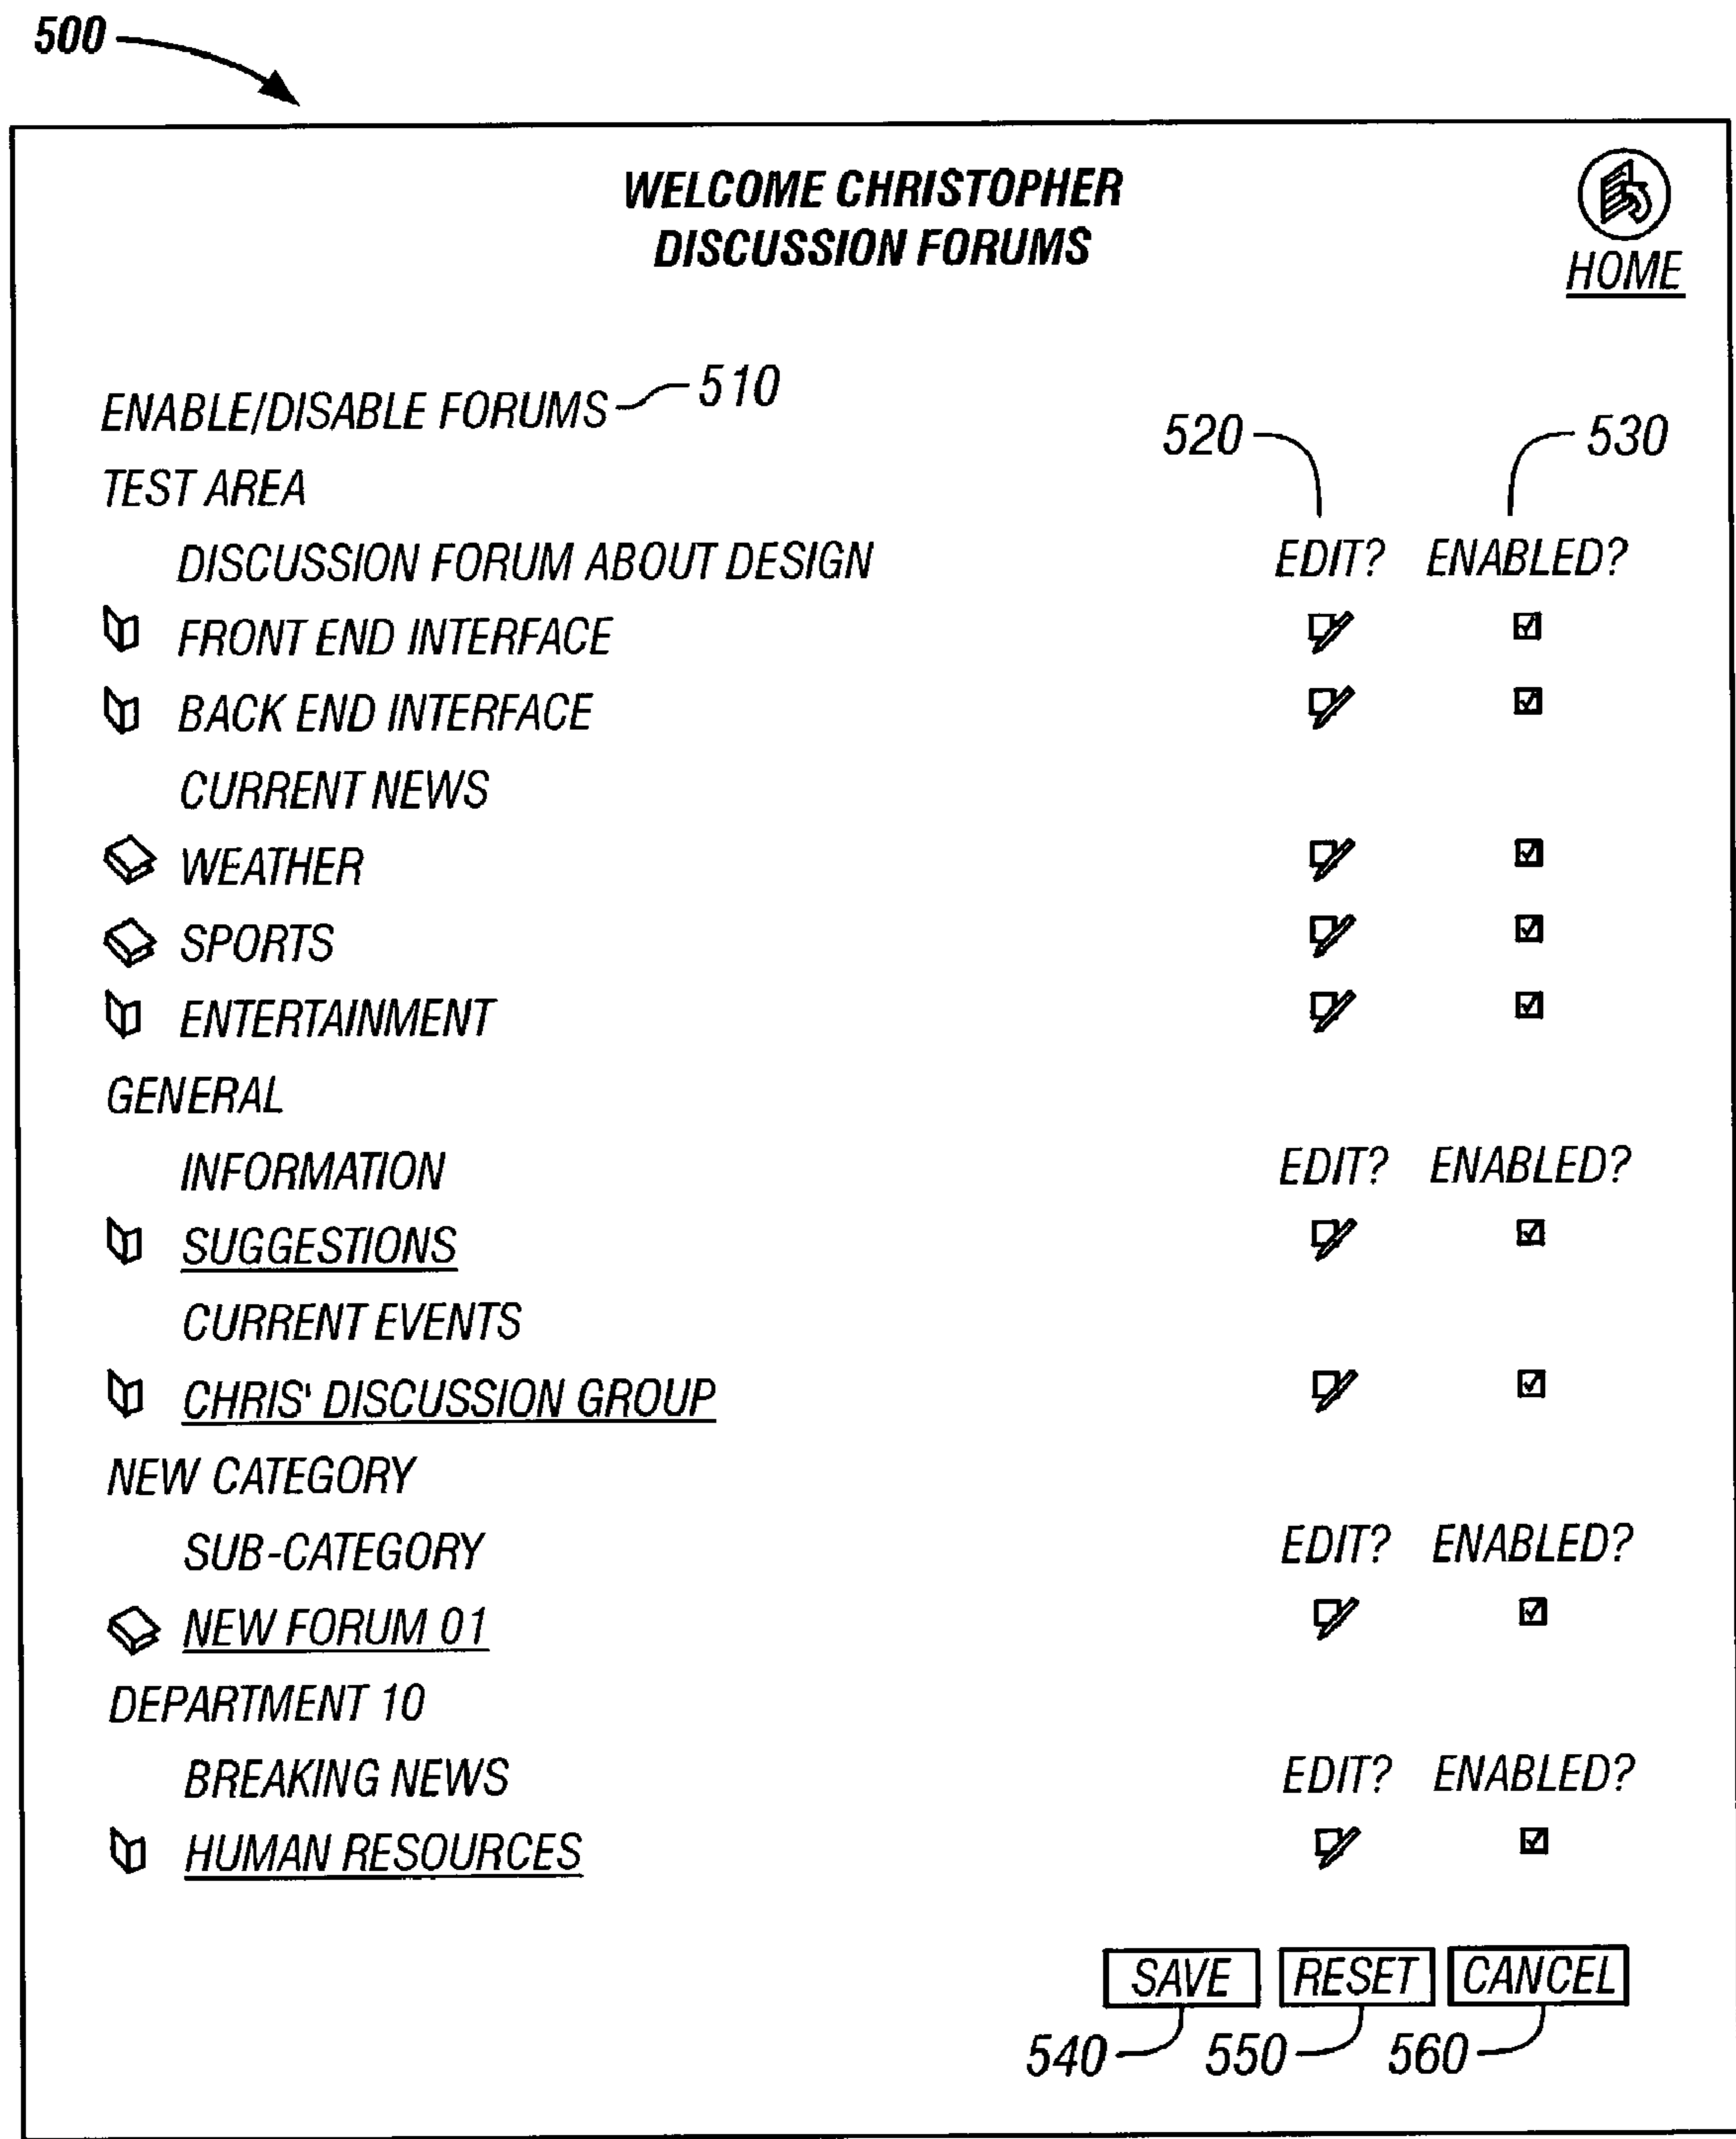 500
WELCOME CHRISTOPHER
DISCUSSION FORUMS
HOME
ENABLE/DISABLE FORUMS 510
520 530
TEST AREA
DISCUSSION FORUM ABOUT DESIGN EDIT? ENABLED?
FRONT END INTERFACE
BACK END INTERFACE
CURRENT NEWS
WEATHER
SPORTS
ENTERTAINMENT
GENERAL
INFORMATION EDIT? ENABLED?
SUGGESTIONS
CURRENT EVENTS
CHRIS' DISCUSSION GROUP
NEW CATEGORY
SUB-CATEGORY EDIT? ENABLED?
NEW FORUM 01
DEPARTMENT 10
BREAKING NEWS EDIT? ENABLED?
HUMAN RESOURCES
SAVE RESET CANCEL
540 550 560